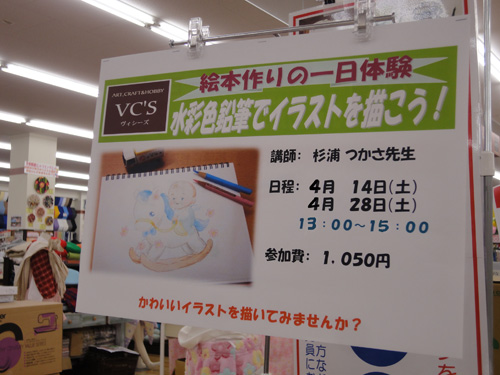 ART,CRAFT&HOBBY
VC'S
ヴィシーズ
絵本作りの一日体験
水彩色鉛筆でイラストを描こう!
講師: 杉浦 つかさ先生
日程: 4月 14日(土)
4月 28日(土)
13:00~15:00
参加費: 1,050円
かわいいイラストを描いてみませんか?